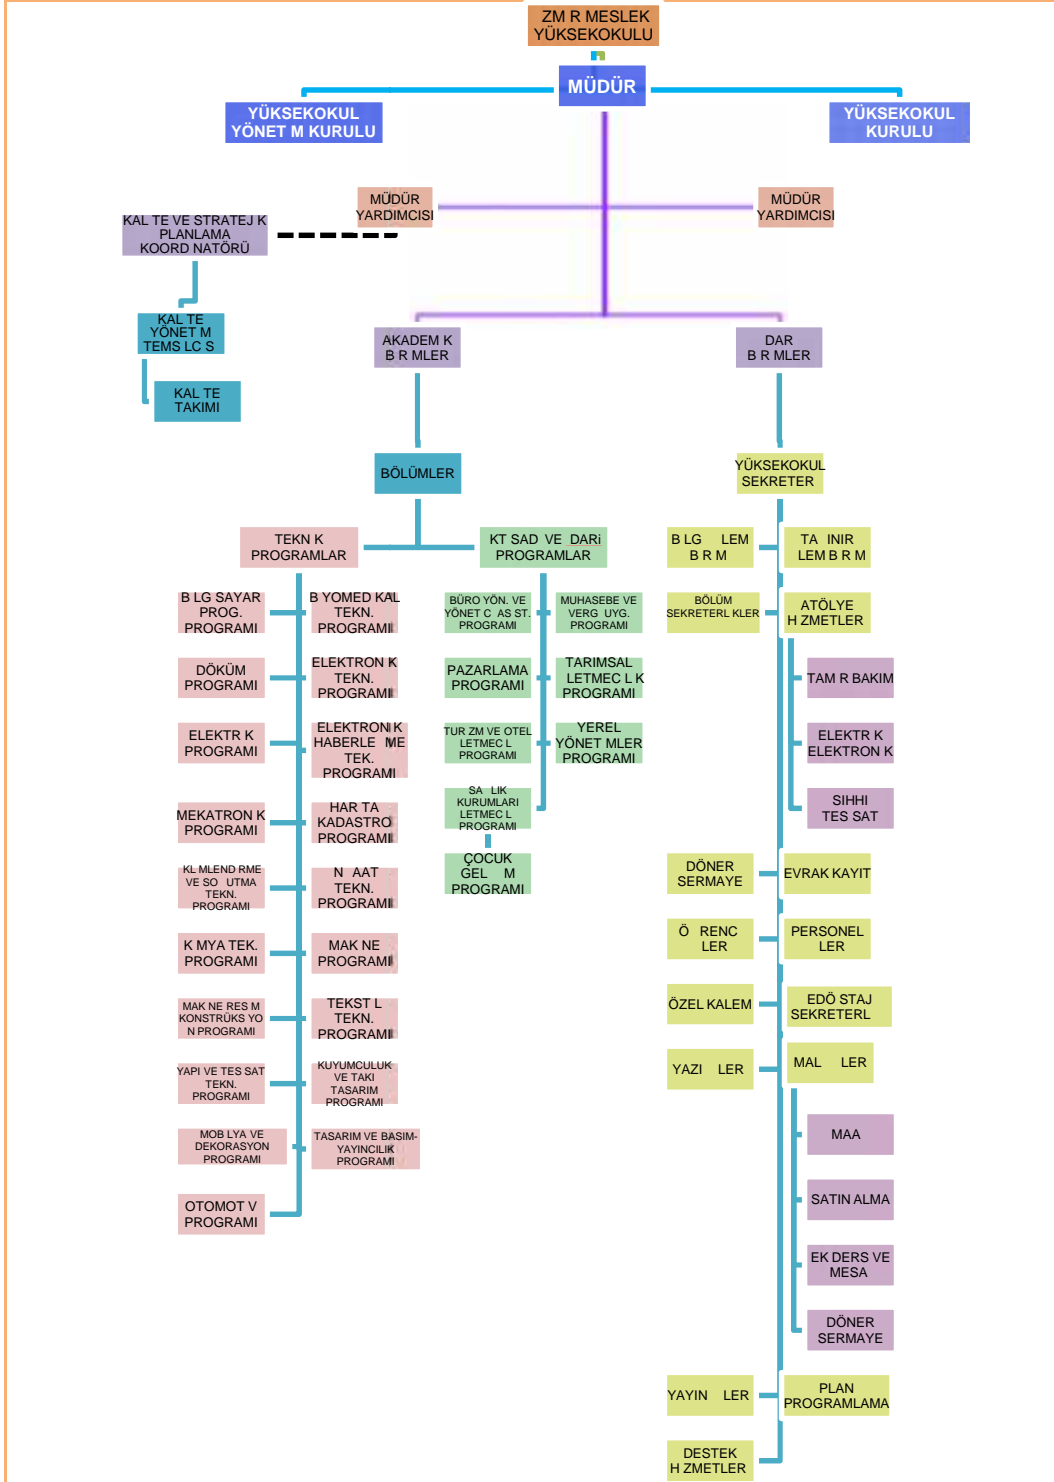 ZM R MESLEK
YÜKSEKOKULU
MÜDÜR
YÜKSEKOKUL
YÖNET M KURULU
YÜKSEKOKUL
KURULU
MÜDÜR
YARDIMCISI
MÜDÜR
YARDIMCISI
KAL TE VE STRATEJ K
PLANLAMA
KOORD NATÖRÜ
KAL TE
YÖNET M
TEMS LC S
KAL TE
TAKIMI
AKADEM K
B R MLER
DAR
B R MLER
BÖLÜMLER
YÜKSEKOKUL
SEKRETER
TEKN K
PROGRAMLAR
KT SAD VE DARi
PROGRAMLAR
B LG LEM
B R M
TA INIR
LEM B R M
B LG SAYAR
PROG.
PROGRAMI
B YOMED KAL
TEKN.
PROGRAMI
BÜRO YÖN. VE
YÖNET C AS ST.
PROGRAMI
MUHASEBE VE
VERG UYG.
PROGRAMI
BÖLÜM
SEKRETERL KLER
ATÖLYE
H ZMETLER
DÖKÜM
PROGRAMI
ELEKTRON K
TEKN.
PROGRAMI
PAZARLAMA
PROGRAMI
TARIMSAL
LETMEC L K
PROGRAMI
TAM R BAKIM
ELEKTR K
PROGRAMI
ELEKTRON K
HABERLE ME
TEK.
PROGRAMI
TUR ZM VE OTEL
LETMEC L
PROGRAMI
YEREL
YÖNET MLER
PROGRAMI
ELEKTR K
ELEKTRON K
MEKATRON K
PROGRAMI
HAR TA
KADASTRO
PROGRAMI
SA LIK
KURUMLARI
LETMEC L
PROGRAMI
SIHHI
TES SAT
KL MLEND RME
VE SO UTMA
TEKN.
PROGRAMI
N AAT
TEKN.
PROGRAMI
ÇOCUK
GEL M
PROGRAMI
DÖNER
SERMAYE
EVRAK KAYIT
K MYA TEK.
PROGRAMI
MAK NE
PROGRAMI
Ö RENC
LER
PERSONEL
LER
MAK NE RES M
KONSTRÜKS YO
N PROGRAMI
TEKST L
TEKN.
PROGRAMI
ÖZEL KALEM
EDÖ STAJ
SEKRETERL
YAPI VE TES SAT
TEKN.
PROGRAMI
KUYUMCULUK
VE TAKI
TASARIM
PROGRAMI
YAZI LER
MAL LER
MOB LYA VE
DEKORASYON
PROGRAMI
TASARIM VE BASIM-
YAYINCILIK
PROGRAMI
MAA
OTOMOT V
PROGRAMI
SATIN ALMA
EK DERS VE
MESA
DÖNER
SERMAYE
YAYIN LER
PLAN
PROGRAMLAMA
DESTEK
H ZMETLER